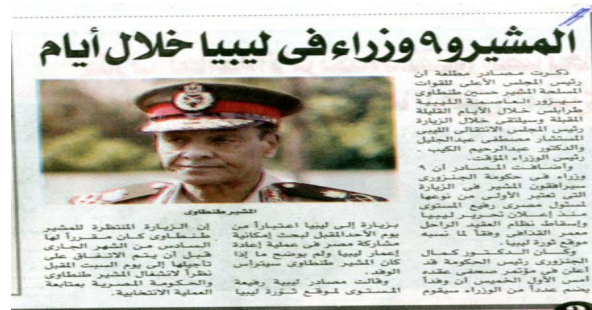 المشير و٩ وزراء فى ليبيا خلال أيام
ذكرت مصادر مطلعة أن
رئيس المجلس الأعلى للقوات
المسلحة المشير حسين طنطاوى
سيزور العاصمة الليبية
طرابلس خلال الأيام القليلة
المقبلة وسيلتقى خلال الزيارة
رئيس المجلس الانتقالى الليبى
المستشار مصطفى عبدالجليل
والدكتور عبدالرحيم الكيب
رئيس الوزراء المؤقت.
وأضافت المصادر أن ٩
وزراء فى حكومة الجنزورى
سيرافقون المشير فى الزيارة
التى تعتبر الأولى من نوعها
لمسئول مصرى رفيع المستوى
منذ إعلان تحرير ليبيا
وإسقاط نظام العقيد الراحل
معمر القذافى وفقا لما نسبه
موقع ثورة ليبيا.
وكان الدكتور كمال
الجنزورى رئيس الحكومة قد
أعلن فى مؤتمر صحفى عقده
أمس الأول الخميس أن وفداً
يضم عدداً من الوزراء سيقوم
المشير طنطاوى
بزيارة إلى ليبيا اعتباراً من
يوم الأحد المقبل لبحث إمكانية
مشاركة مصر فى عملية إعادة
إعمار ليبيا ولم يوضح ما إذا
كان المشير طنطاوى سيترأس
الوفد.
وقالت مصادر ليبية رفيعة
المستوى لموقع ثورة ليبيا
إن الزيارة المنتظرة للمشير
طنطاوى كان مقرراً لها
السادس من الشهر الجارى
قبل أن يتم الاتفاق على
تأجيلها إلى يوم السبت المقبل
نظراً لانشغال المشير طنطاوى
والحكومة المصرية بمتابعة
العملية الانتخابية.